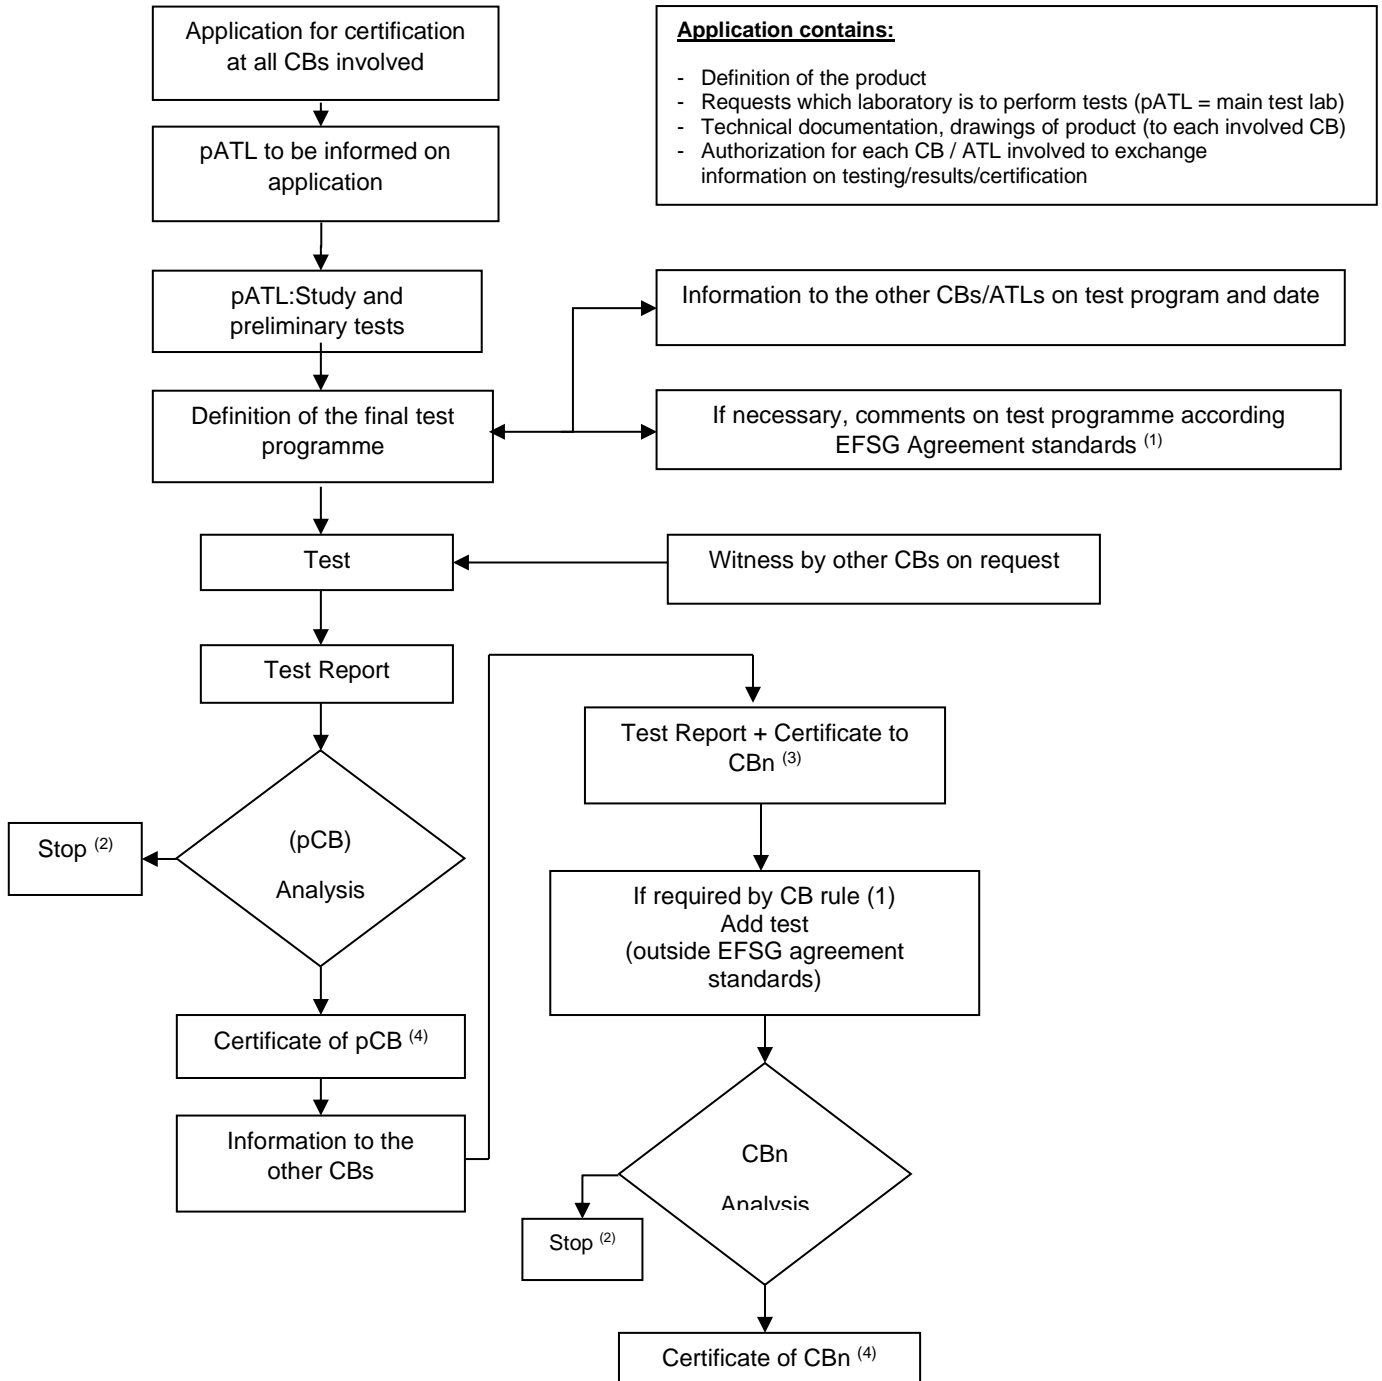 Application for certification
at all CBs involved
Application contains:
- Definition of the product
- Requests which laboratory is to perform tests (pATL = main test lab)
- Technical documentation, drawings of product (to each involved CB)
- Authorization for each CB / ATL involved to exchange
information on testing/results/certification
pATL to be informed on
application
pATL:Study and
preliminary tests
Information to the other CBs/ATLs on test program and date
Definition of the final test
programme
If necessary, comments on test programme according
EFSG Agreement standards (1)
Test
Witness by other CBs on request
Test Report
Test Report + Certificate to
CBn (3)
Stop (2)
(pCB)
Analysis
If required by CB rule (1)
Add test
(outside EFSG agreement
standards)
Certificate of pCB (4)
Information to the
other CBs
CBn
Analysis
Stop (2)
Certificate of CBn (4)